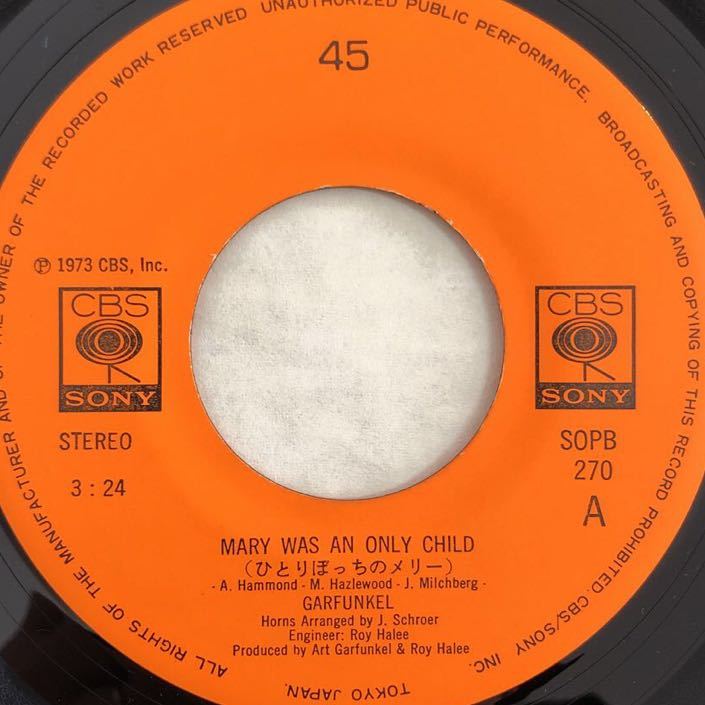 ALL RIGHTS OF THE MANUFACTURER AND OF THE OWNER OF THE RECORDED WORK RESERVED UNAUTHORIZED PUBLIC PERFORMANCE, BROADCASTING AND COPYING OF THIS RECORD PROHIBITED-CBS/SONY INC.
TOKYO JAPAN.
45
℗ 1973 CBS, Inc.
CBS
SONY
CBS
SONY
STEREO
3 : 24
SOPB
270
A
MARY WAS AN ONLY CHILD
(ひとりぼっちのメリー)
- A. Hammond - M. Hazlewood - J. Milchberg -
GARFUNKEL
Horns Arranged by J. Schroer
Engineer: Roy Halee
Produced by Art Garfunkel & Roy Halee